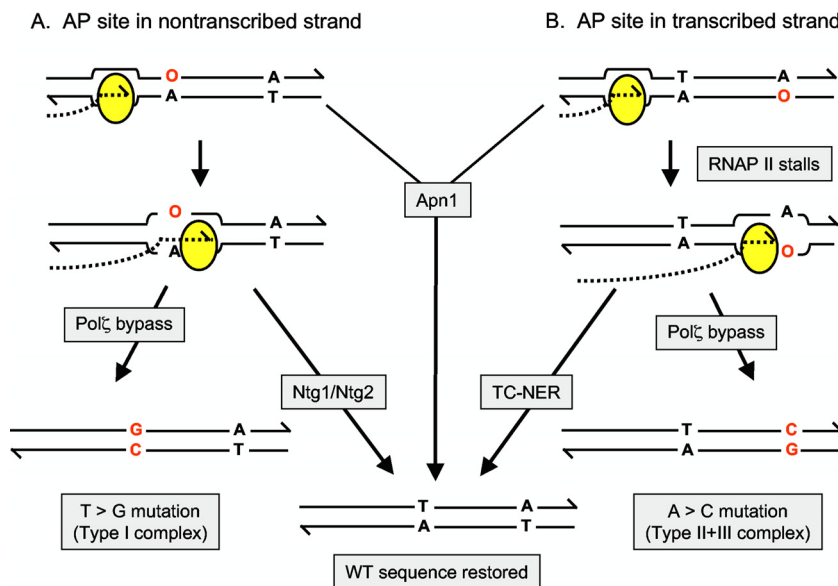 A. AP site in nontranscribed strand
B. AP site in transcribed strand
O A
A T
T A
A O
RNAP II stalls
Apn1
O A
A T
T A
A O
Polζ bypass
Ntg1/Ntg2
TC-NER
Polζ bypass
G A
C T
T C
A G
T > G mutation
(Type I complex)
T A
A T
A > C mutation
(Type II+III complex)
WT sequence restored